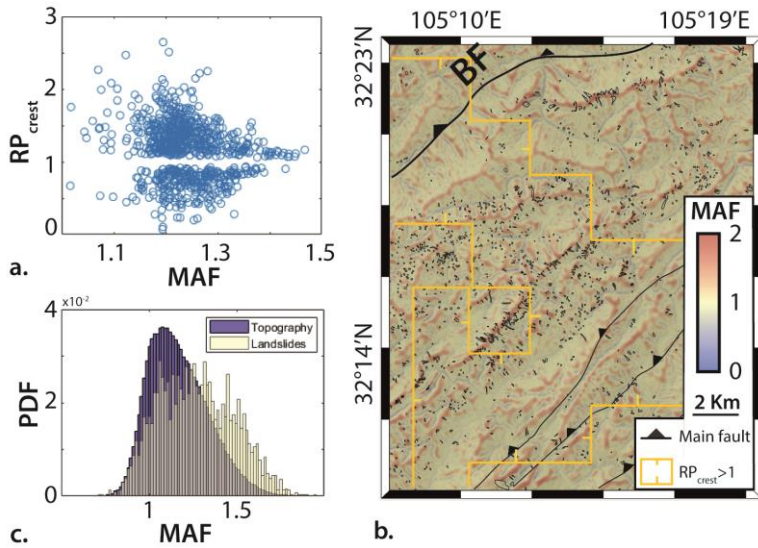 3
2
1
0
RP_crest
1.1
1.3
1.5
MAF
a.
x10⁻²
4
2
0
PDF
Topography
Landslides
1
1.5
MAF
c.
105°10′E
105°19′E
32°23′N
32°14′N
BF
MAF
2
1
0
2 Km
Main fault
RP_crest>1
b.